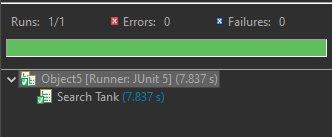 Runs: 1/1 Errors: 0 Failures: 0
Object5 [Runner: JUnit 5] (7.837 s)
Search Tank (7.837 s)